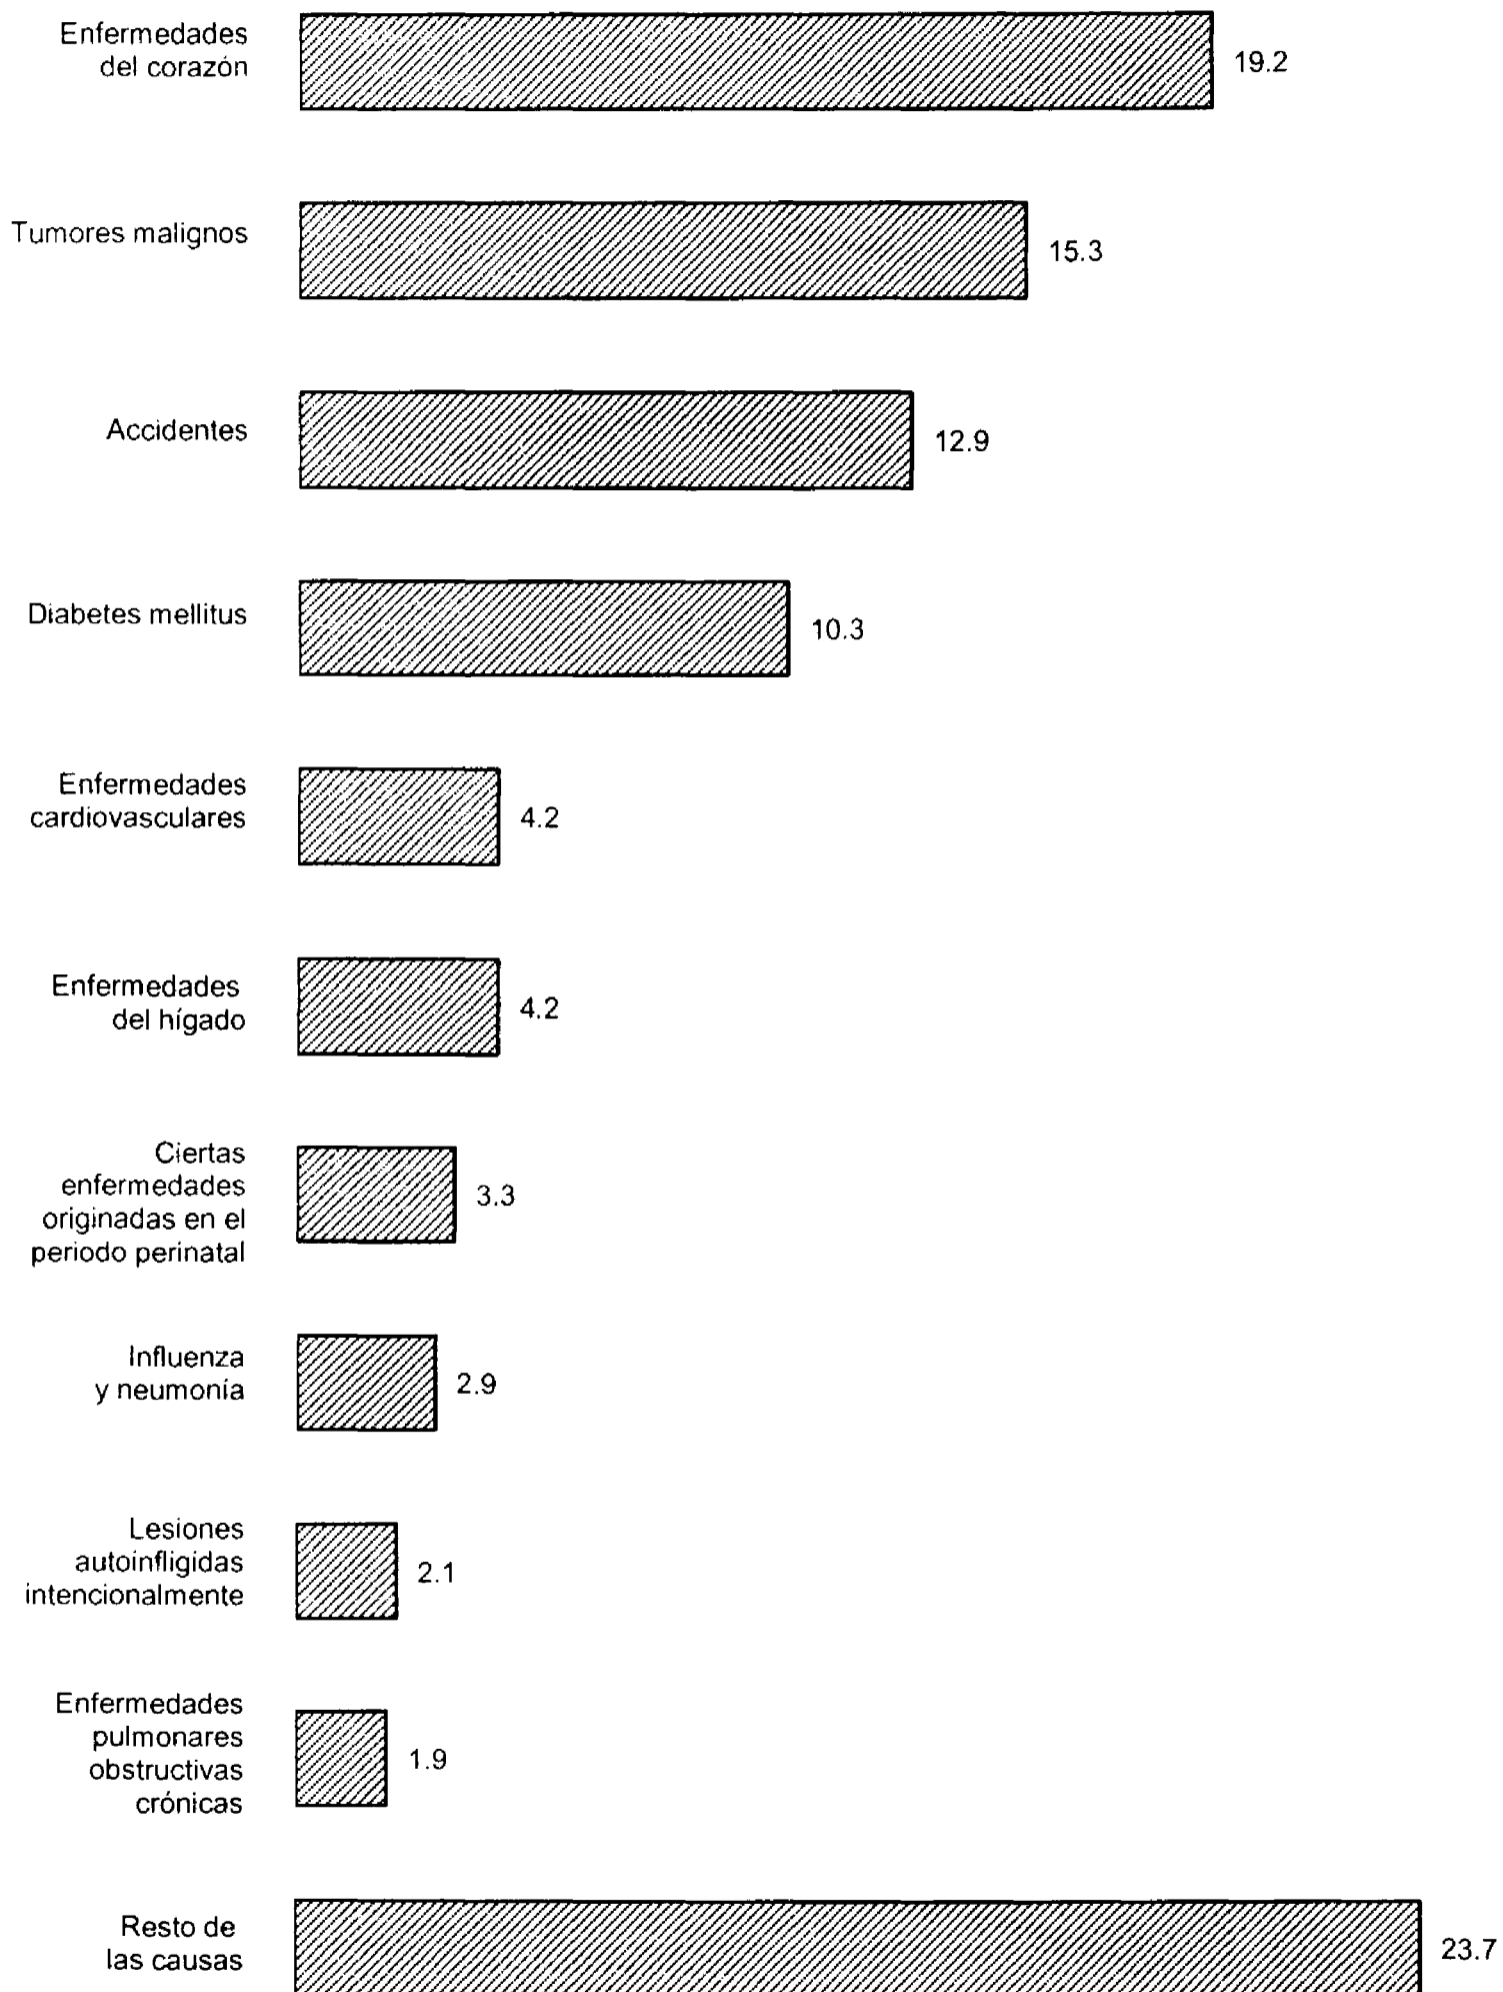 Enfermedades
del corazón
19.2
Tumores malignos
15.3
Accidentes
12.9
Diabetes mellitus
10.3
Enfermedades
cardiovasculares
4.2
Enfermedades
del hígado
4.2
Ciertas
enfermedades
originadas en el
periodo perinatal
3.3
Influenza
y neumonía
2.9
Lesiones
autoinfligidas
intencionalmente
2.1
Enfermedades
pulmonares
obstructivas
crónicas
1.9
Resto de
las causas
23.7